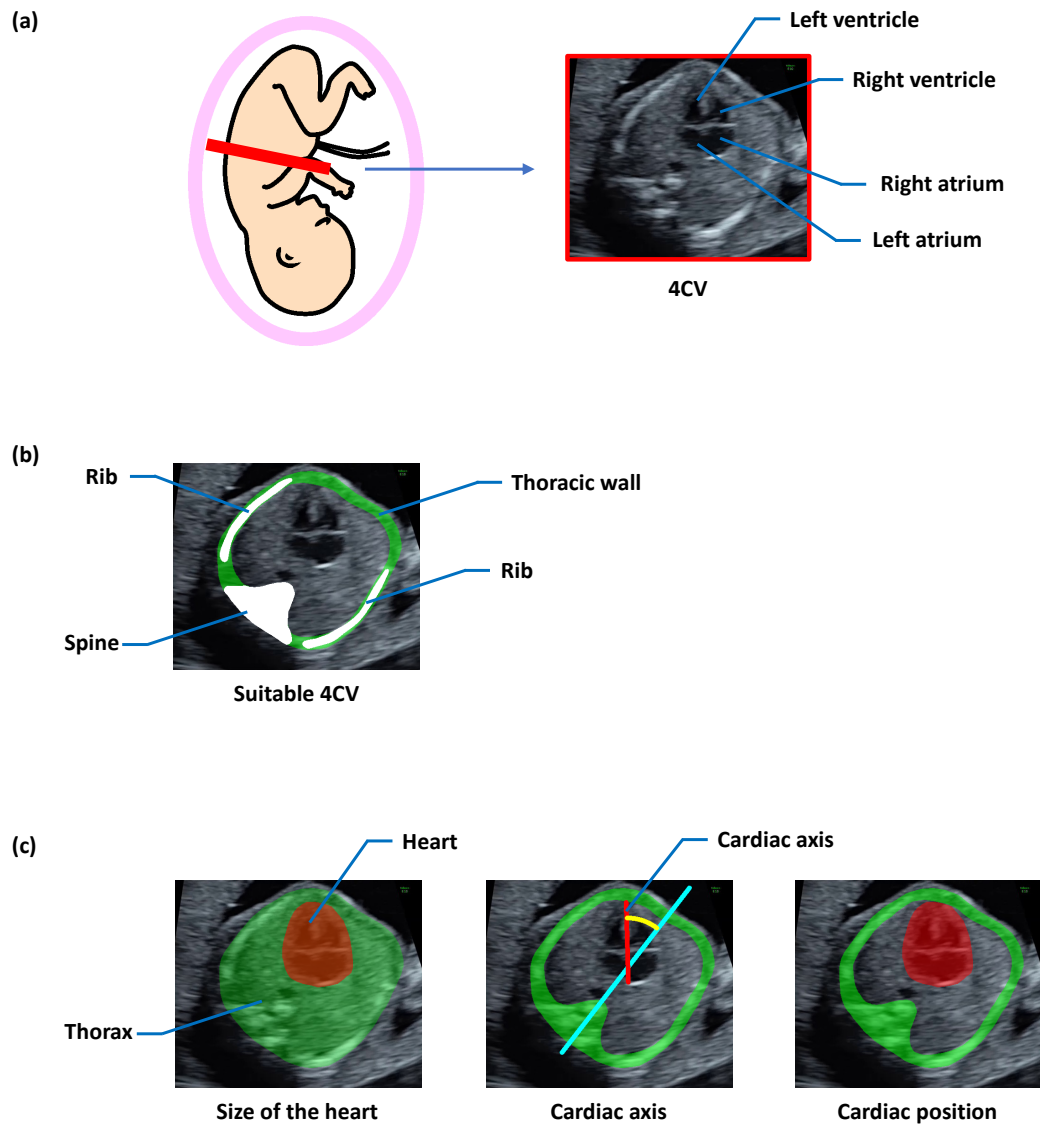 (a)
Left ventricle
Right ventricle
Right atrium
Left atrium
4CV
(b)
Rib
Thoracic wall
Rib
Spine
Suitable 4CV
(c)
Heart
Cardiac axis
Thorax
Size of the heart
Cardiac axis
Cardiac position